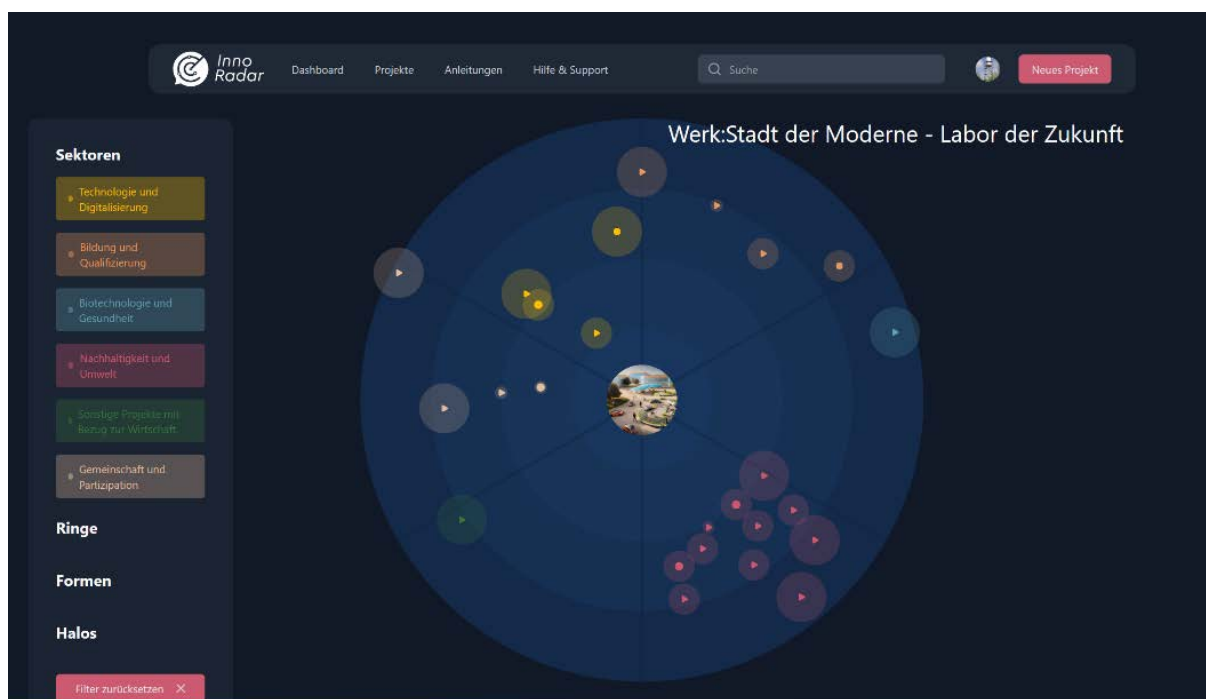 Inno
Radar
Dashboard
Projekte
Anleitungen
Hilfe & Support
Suche
Neues Projekt
Werk:Stadt der Moderne - Labor der Zukunft
Sektoren
Technologie und
Digitalisierung
Bildung und
Qualifizierung
Biotechnologie und
Gesundheit
Nachhaltigkeit und
Umwelt
Sonstige Projekte mit
Bezug zur Wirtschaft
Gemeinschaft und
Partizipation
Ringe
Formen
Halos
Filter zurücksetzen